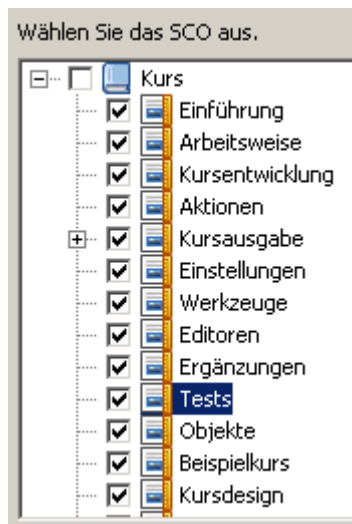 Wählen Sie das SCO aus.
Kurs
Einführung
Arbeitsweise
Kursentwicklung
Aktionen
Kursausgabe
Einstellungen
Werkzeuge
Editoren
Ergänzungen
Tests
Objekte
Beispielkurs
Kursdesign